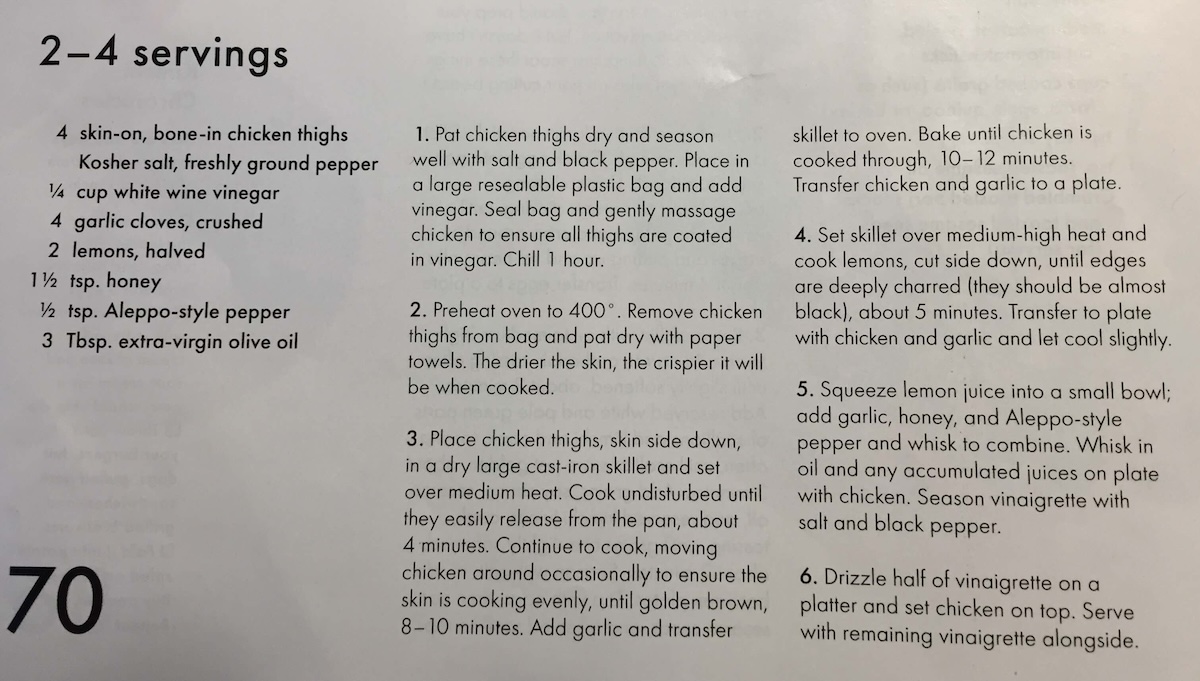 2–4 servings
4 skin-on, bone-in chicken thighs
Kosher salt, freshly ground pepper
¼ cup white wine vinegar
4 garlic cloves, crushed
2 lemons, halved
1½ tsp. honey
½ tsp. Aleppo-style pepper
3 Tbsp. extra-virgin olive oil
70
1. Pat chicken thighs dry and season
well with salt and black pepper. Place in
a large resealable plastic bag and add
vinegar. Seal bag and gently massage
chicken to ensure all thighs are coated
in vinegar. Chill 1 hour.
2. Preheat oven to 400°. Remove chicken
thighs from bag and pat dry with paper
towels. The drier the skin, the crispier it will
be when cooked.
3. Place chicken thighs, skin side down,
in a dry large cast-iron skillet and set
over medium heat. Cook undisturbed until
they easily release from the pan, about
4 minutes. Continue to cook, moving
chicken around occasionally to ensure the
skin is cooking evenly, until golden brown,
8–10 minutes. Add garlic and transfer
skillet to oven. Bake until chicken is
cooked through, 10–12 minutes.
Transfer chicken and garlic to a plate.
4. Set skillet over medium-high heat and
cook lemons, cut side down, until edges
are deeply charred (they should be almost
black), about 5 minutes. Transfer to plate
with chicken and garlic and let cool slightly.
5. Squeeze lemon juice into a small bowl;
add garlic, honey, and Aleppo-style
pepper and whisk to combine. Whisk in
oil and any accumulated juices on plate
with chicken. Season vinaigrette with
salt and black pepper.
6. Drizzle half of vinaigrette on a
platter and set chicken on top. Serve
with remaining vinaigrette alongside.